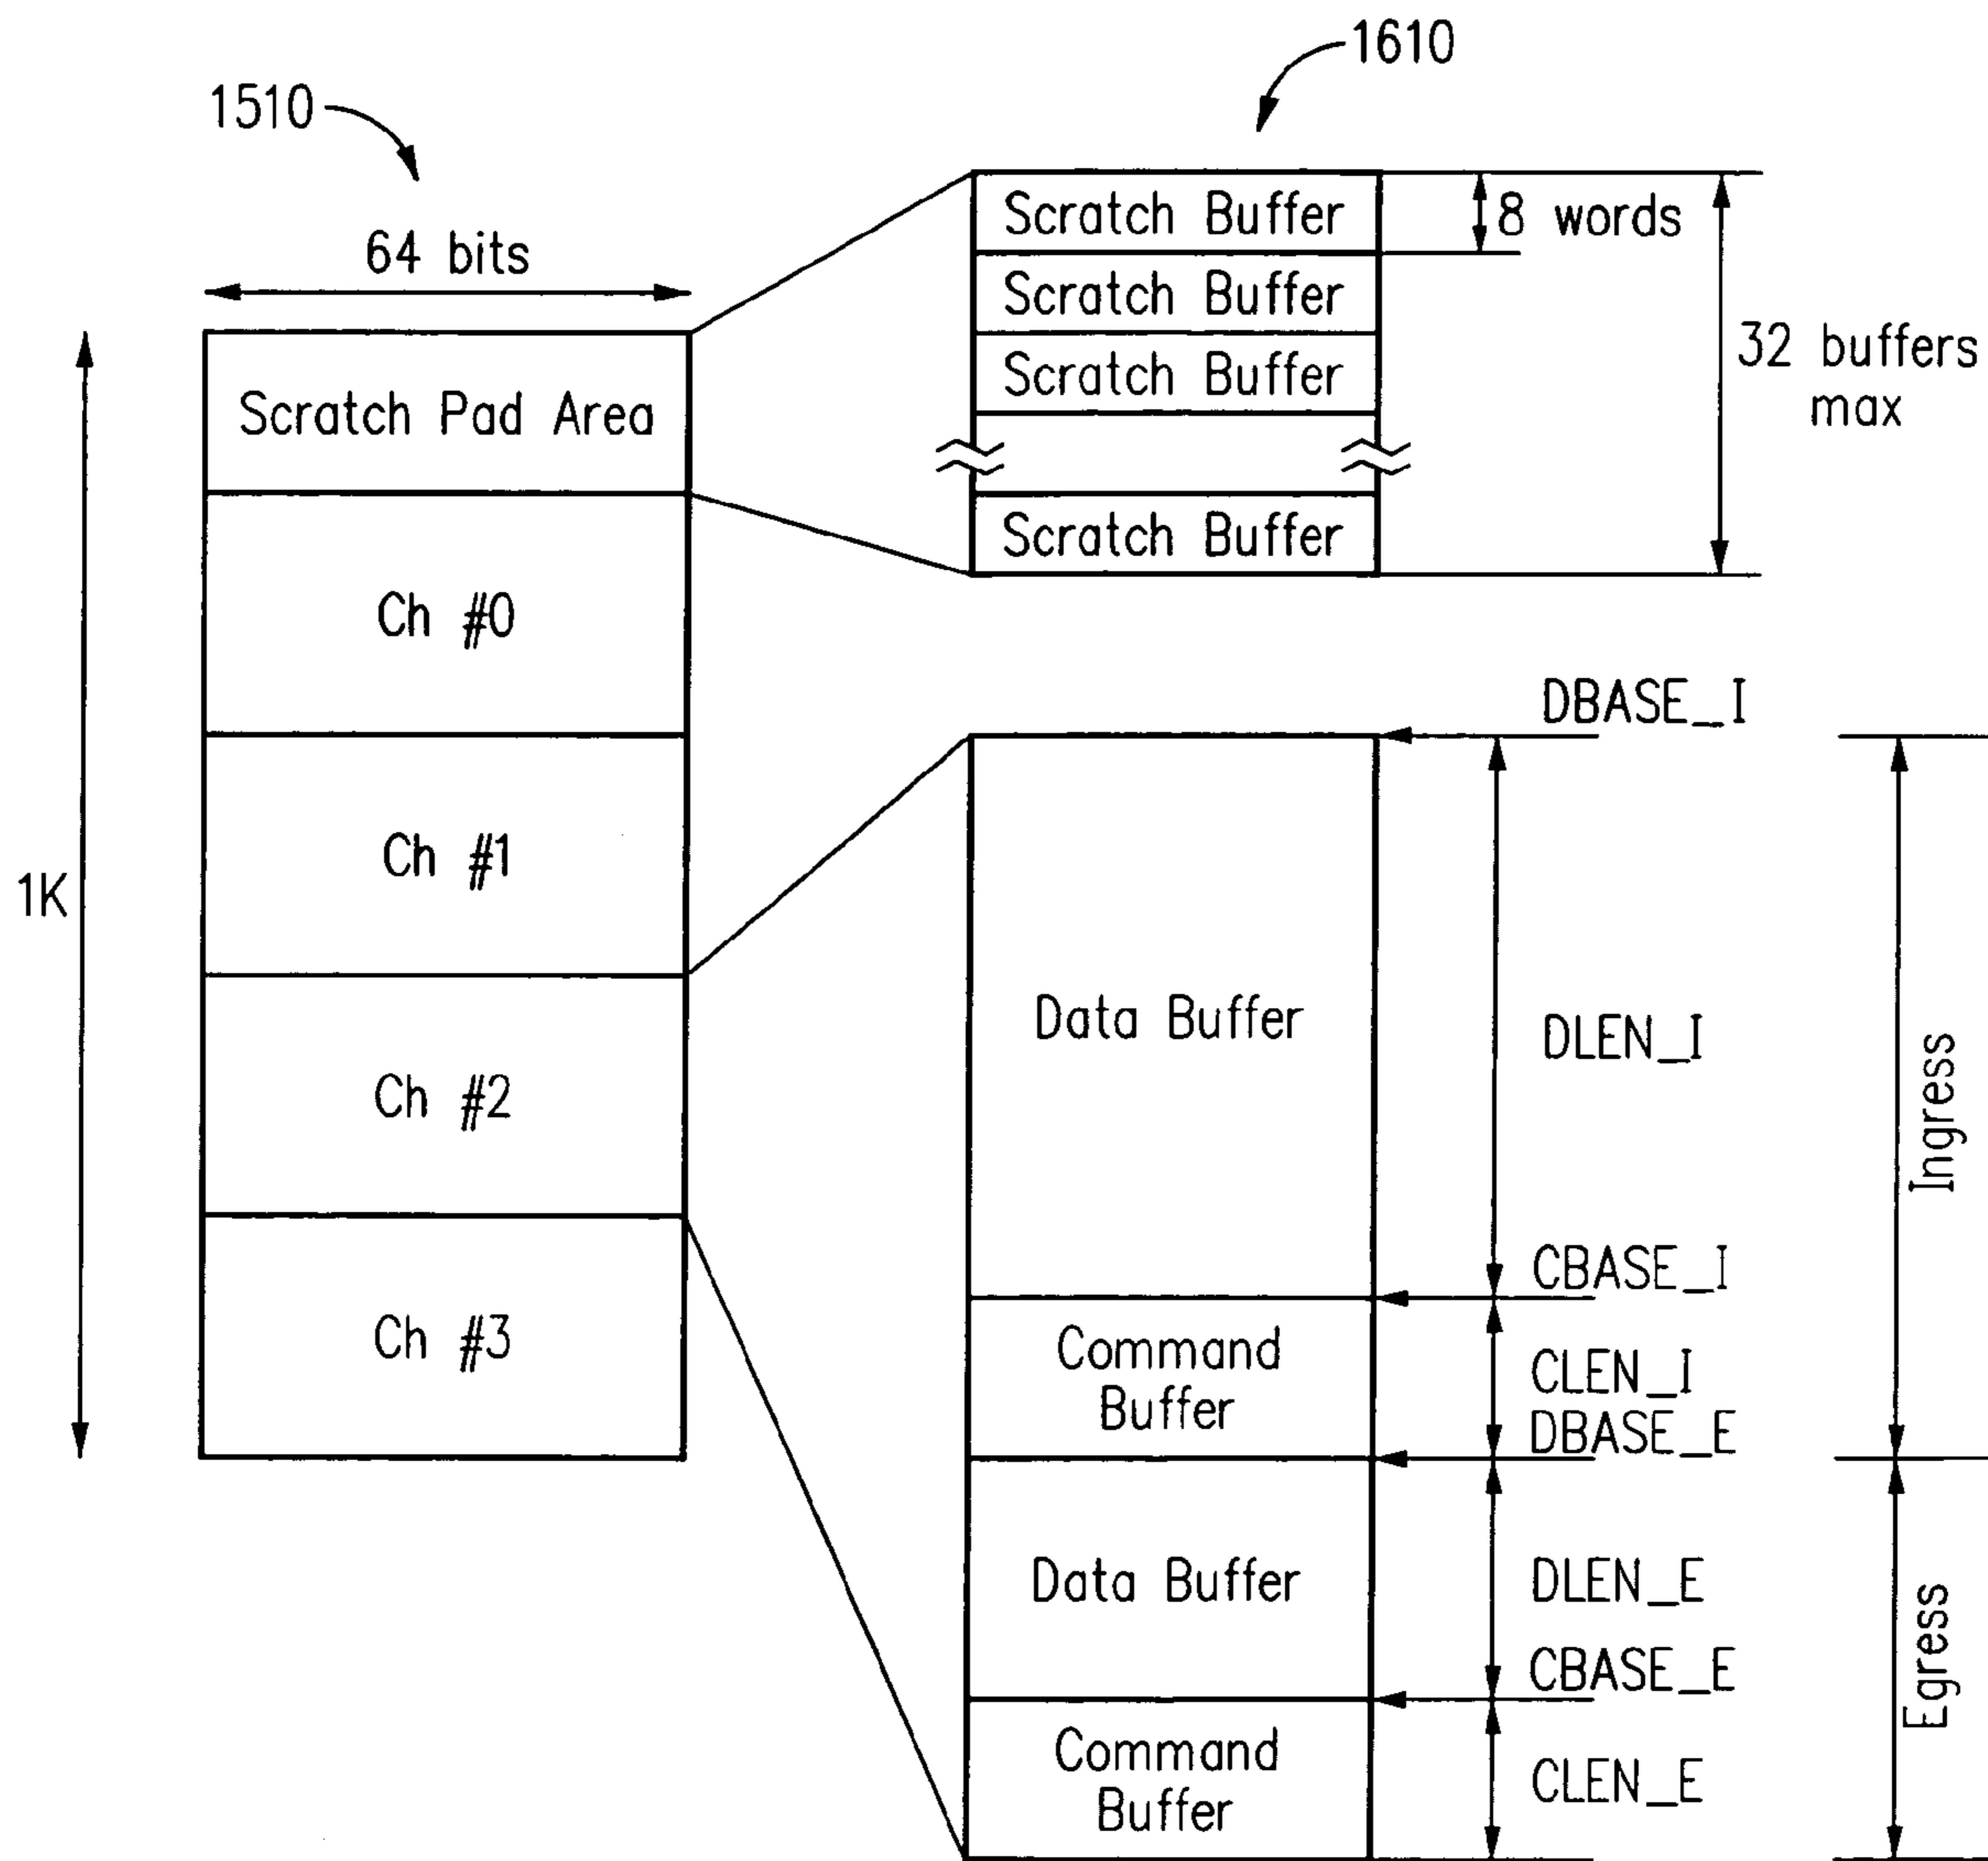 1610
1510
64 bits
1K
Scratch Pad Area
Ch #0
Ch #1
Ch #2
Ch #3
Scratch Buffer
Scratch Buffer
Scratch Buffer
Scratch Buffer
8 words
32 buffers
max
DBASE_I
Data Buffer
DLEN_I
CBASE_I
Command
Buffer
CLEN_I
DBASE_E
Ingress
Data Buffer
DLEN_E
CBASE_E
Command
Buffer
CLEN_E
Egress